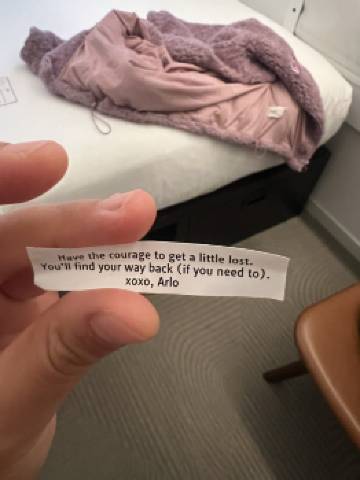 Have the courage to get a little lost.
You'll find your way back (if you need to).
xoxo, Arlo